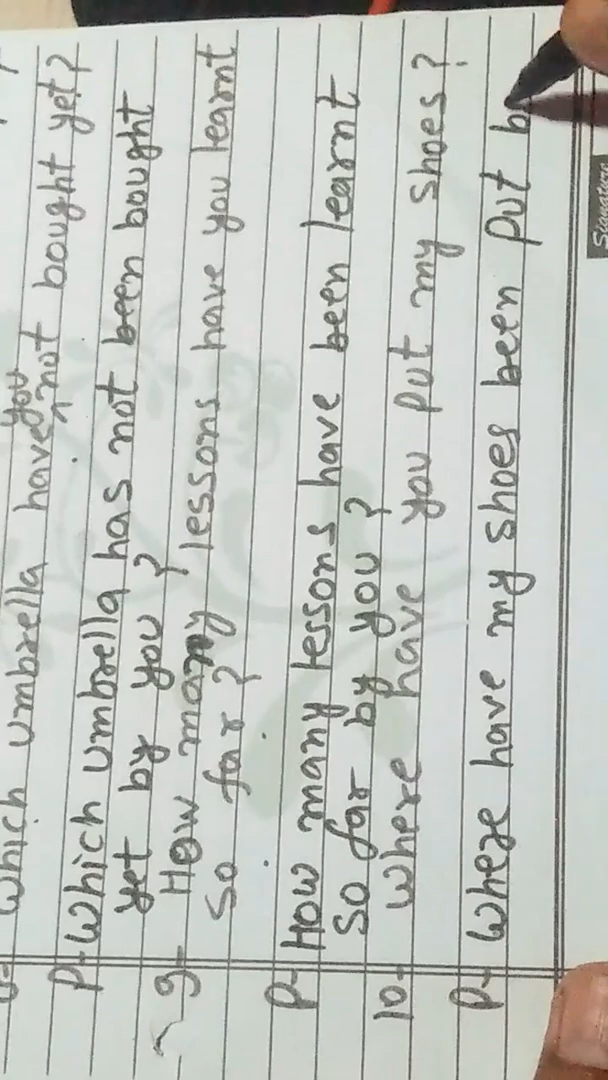 which umbrella have you not bought yet?
P- Which umbrella has not been bought
yet by you?
9- How many lessons have you learnt
so far?
P- How many lessons have been learnt
so far by you?
10- where have you put my shoes?
P- Where have my shoes been put b